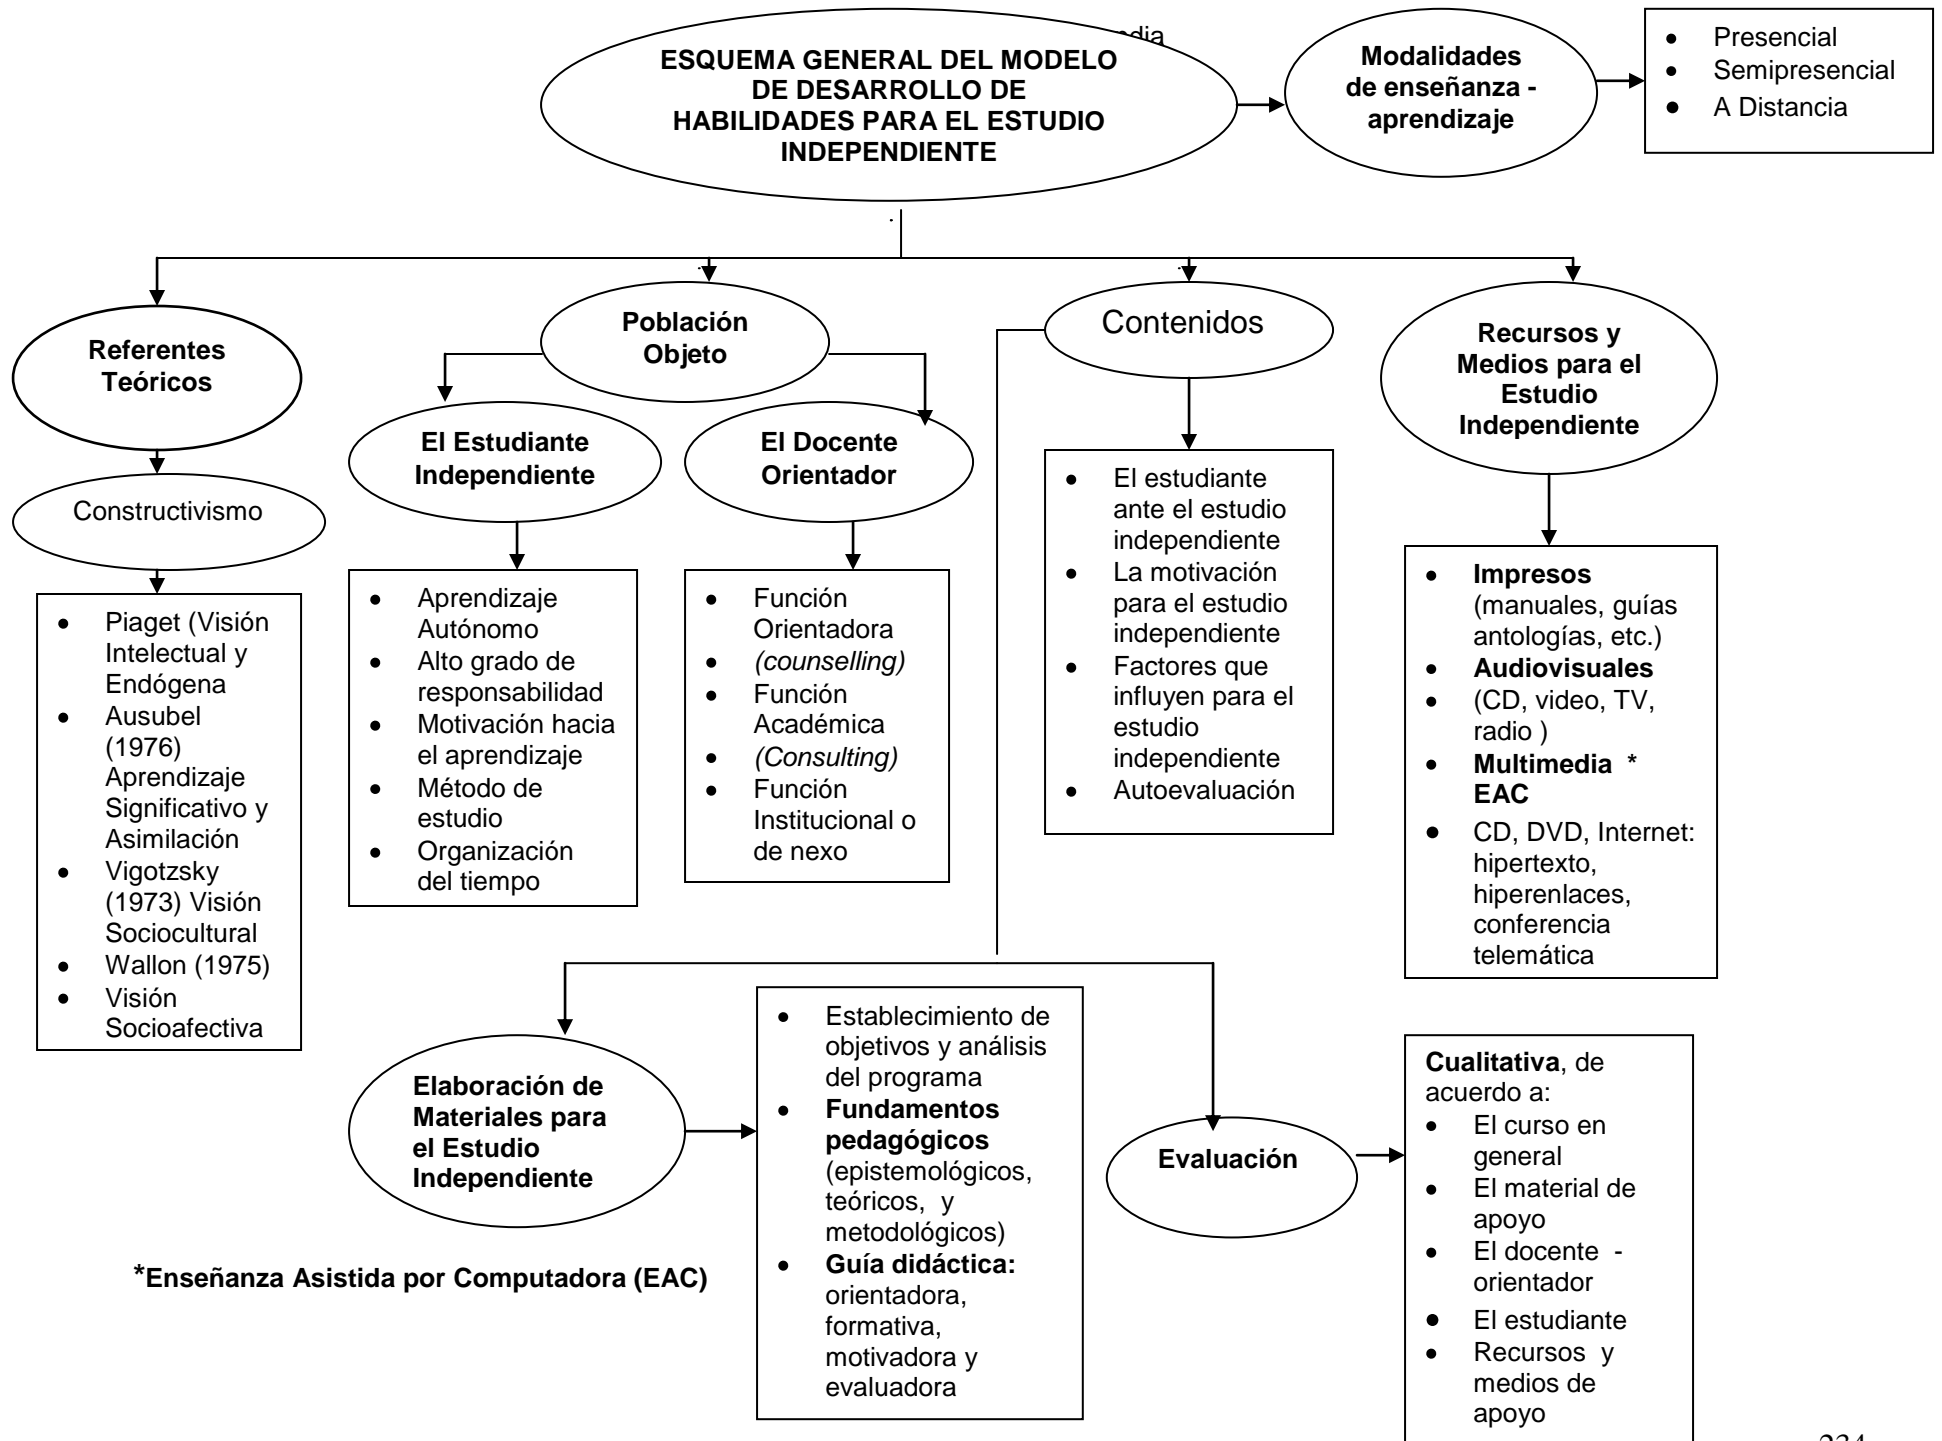 ESQUEMA GENERAL DEL MODELO
DE DESARROLLO DE
HABILIDADES PARA EL ESTUDIO
INDEPENDIENTE
Modalidades
de enseñanza -
aprendizaje
• Presencial
• Semipresencial
• A Distancia
Referentes
Teóricos
Constructivismo
• Piaget (Visión
Intelectual y
Endógena
• Ausubel
(1976)
Aprendizaje
Significativo y
Asimilación
• Vigotzsky
(1973) Visión
Sociocultural
• Wallon (1975)
• Visión
Socioafectiva
Población
Objeto
El Estudiante
Independiente
• Aprendizaje
Autónomo
• Alto grado de
responsabilidad
• Motivación hacia
el aprendizaje
• Método de
estudio
• Organización
del tiempo
El Docente
Orientador
• Función
Orientadora
• (counselling)
• Función
Académica
• (Consulting)
• Función
Institucional o
de nexo
Contenidos
• El estudiante
ante el estudio
independiente
• La motivación
para el estudio
independiente
• Factores que
influyen para el
estudio
independiente
• Autoevaluación
Recursos y
Medios para el
Estudio
Independiente
• Impresos
(manuales, guías
antologías, etc.)
• Audiovisuales
• (CD, video, TV,
radio )
• Multimedia *
EAC
• CD, DVD, Internet:
hipertexto,
hiperenlaces,
conferencia
telemática
Elaboración de
Materiales para
el Estudio
Independiente
• Establecimiento de
objetivos y análisis
del programa
• Fundamentos
pedagógicos
(epistemológicos,
teóricos, y
metodológicos)
• Guía didáctica:
orientadora,
formativa,
motivadora y
evaluadora
Evaluación
Cualitativa, de
acuerdo a:
• El curso en
general
• El material de
apoyo
• El docente -
orientador
• El estudiante
• Recursos y
medios de
apoyo
*Enseñanza Asistida por Computadora (EAC)